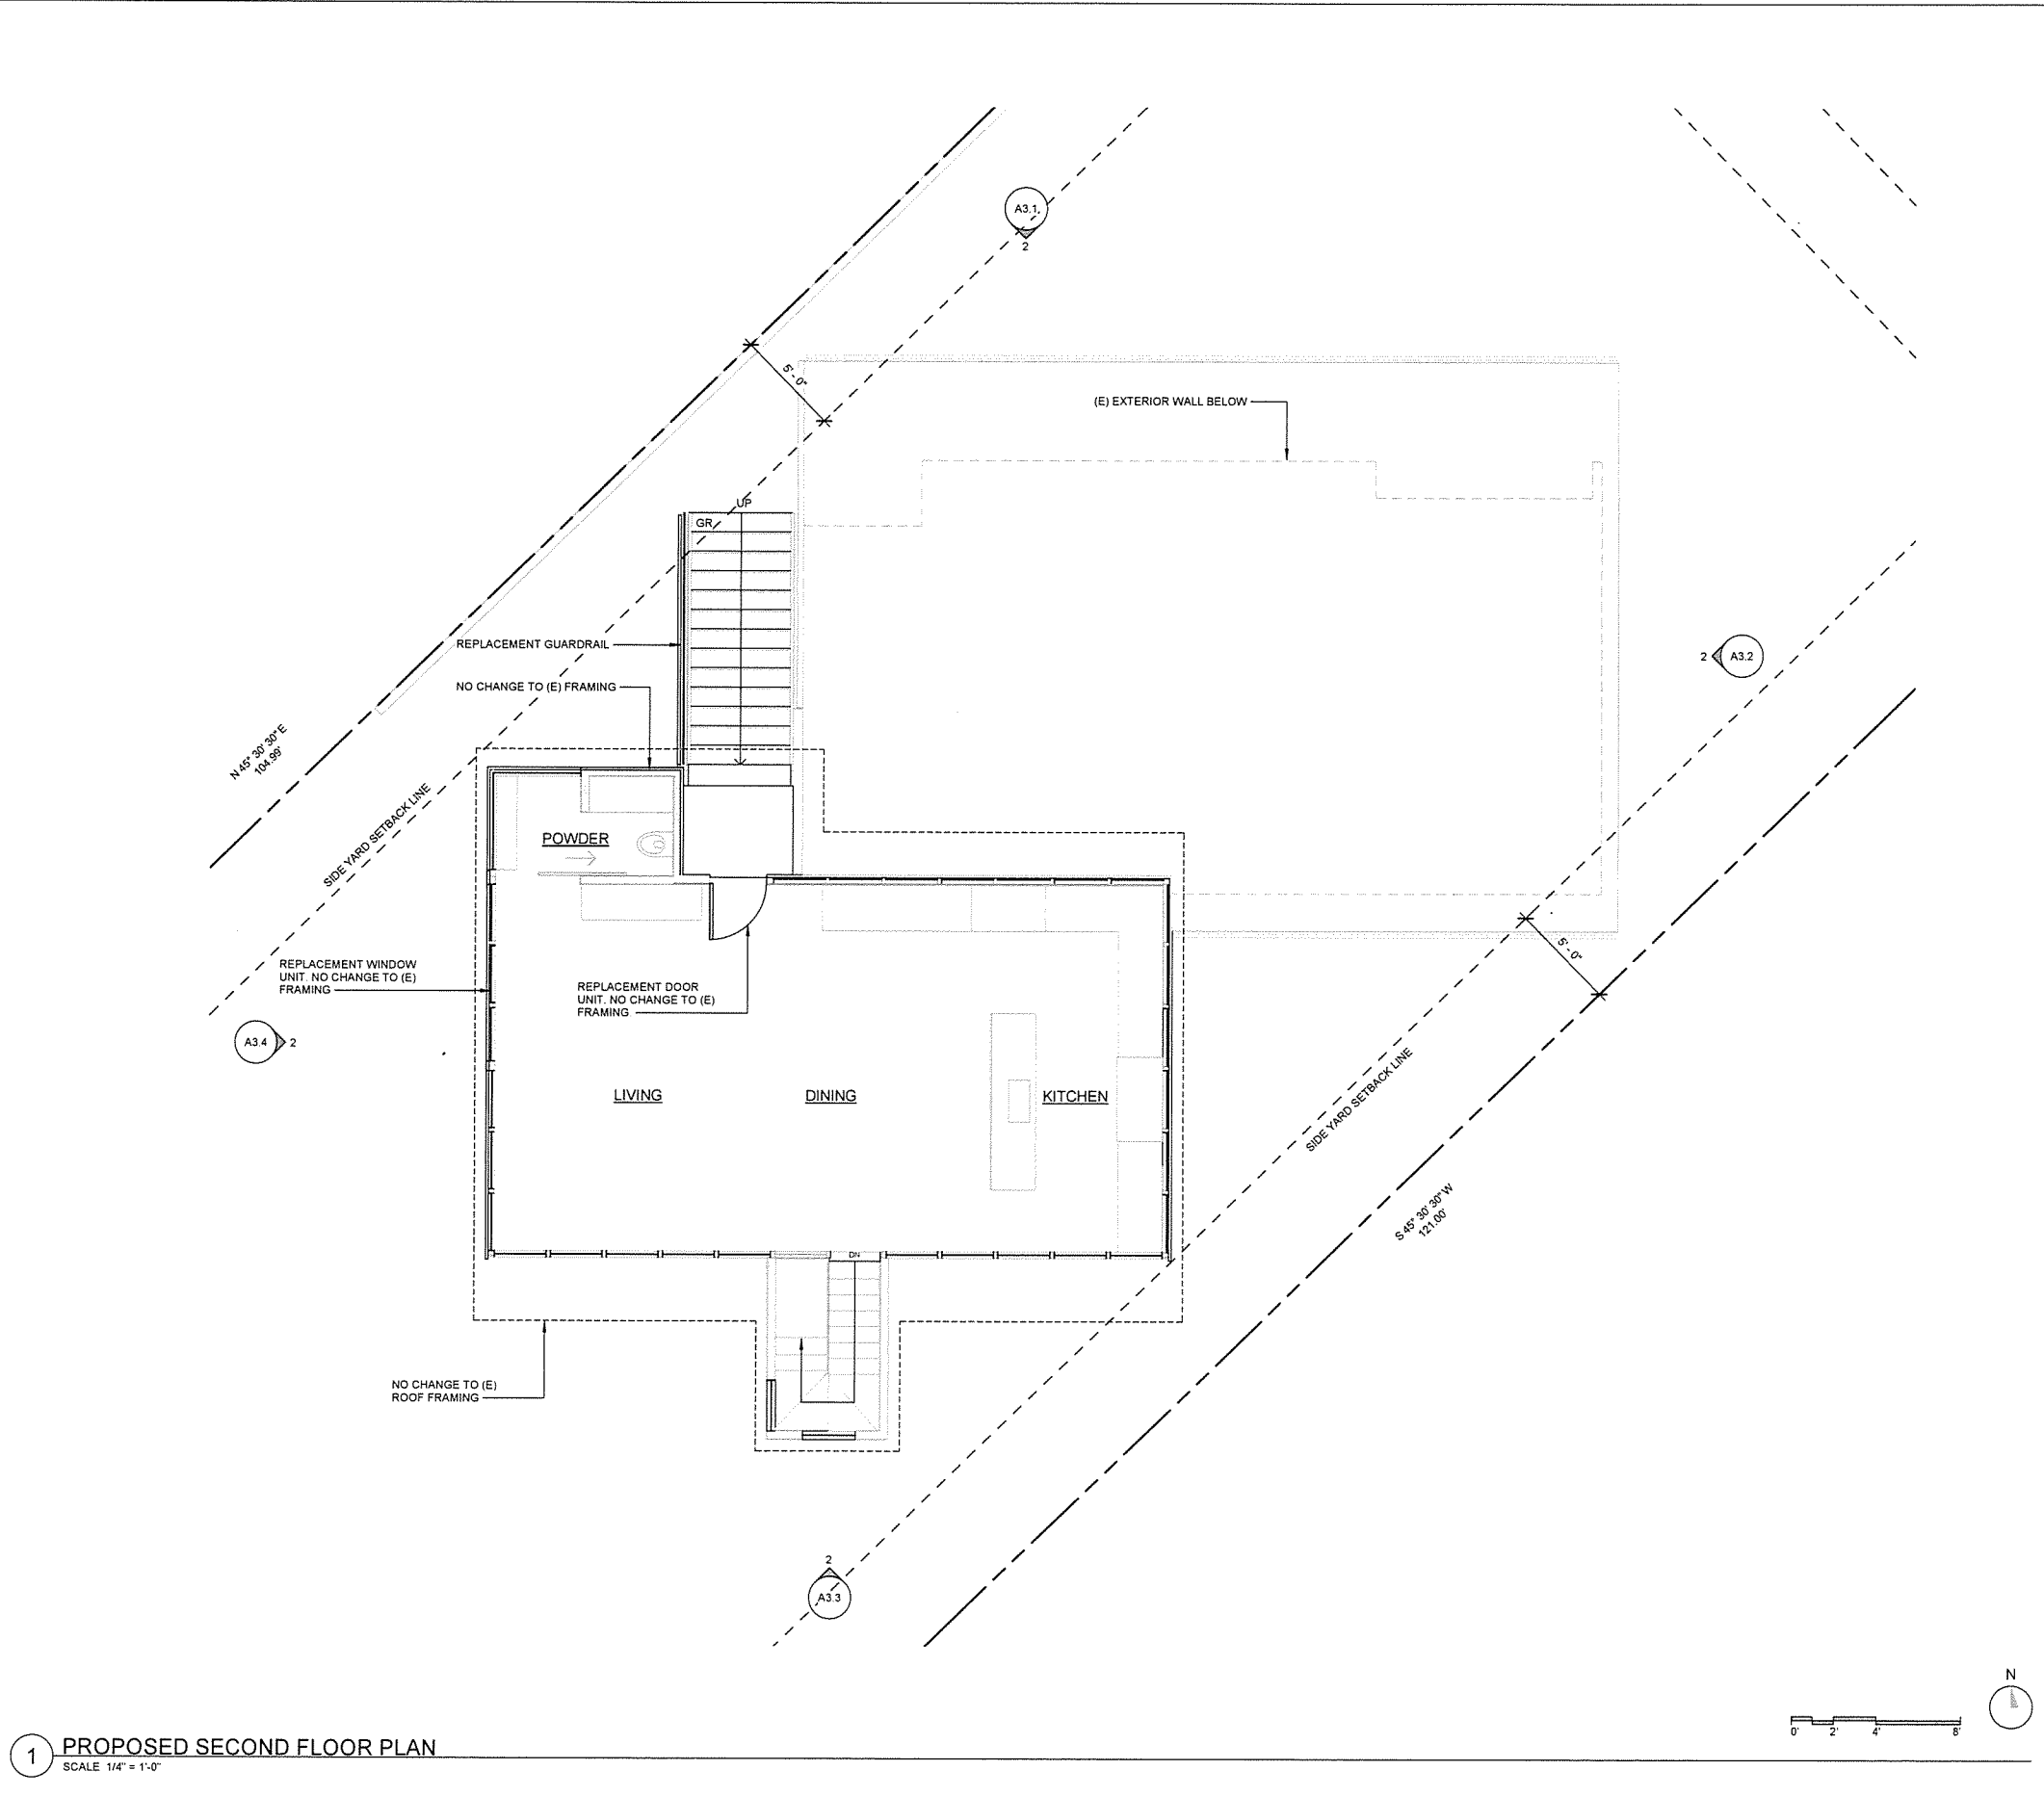 A3.1
2
5' - 0"
(E) EXTERIOR WALL BELOW
UP
GR.
REPLACEMENT GUARDRAIL
NO CHANGE TO (E) FRAMING
2
A3.2
N 45° 30' 30" E
104.99'
SIDE YARD SETBACK LINE
POWDER
REPLACEMENT WINDOW
UNIT. NO CHANGE TO (E)
FRAMING
REPLACEMENT DOOR
UNIT. NO CHANGE TO (E)
FRAMING
5' - 0"
A3.4
2
LIVING
DINING
KITCHEN
SIDE YARD SETBACK LINE
S 45° 30' 30" W
121.00'
DN
NO CHANGE TO (E)
ROOF FRAMING
2
A3.3
N
0' 2' 4' 8'
1
PROPOSED SECOND FLOOR PLAN
SCALE 1/4" = 1'-0"